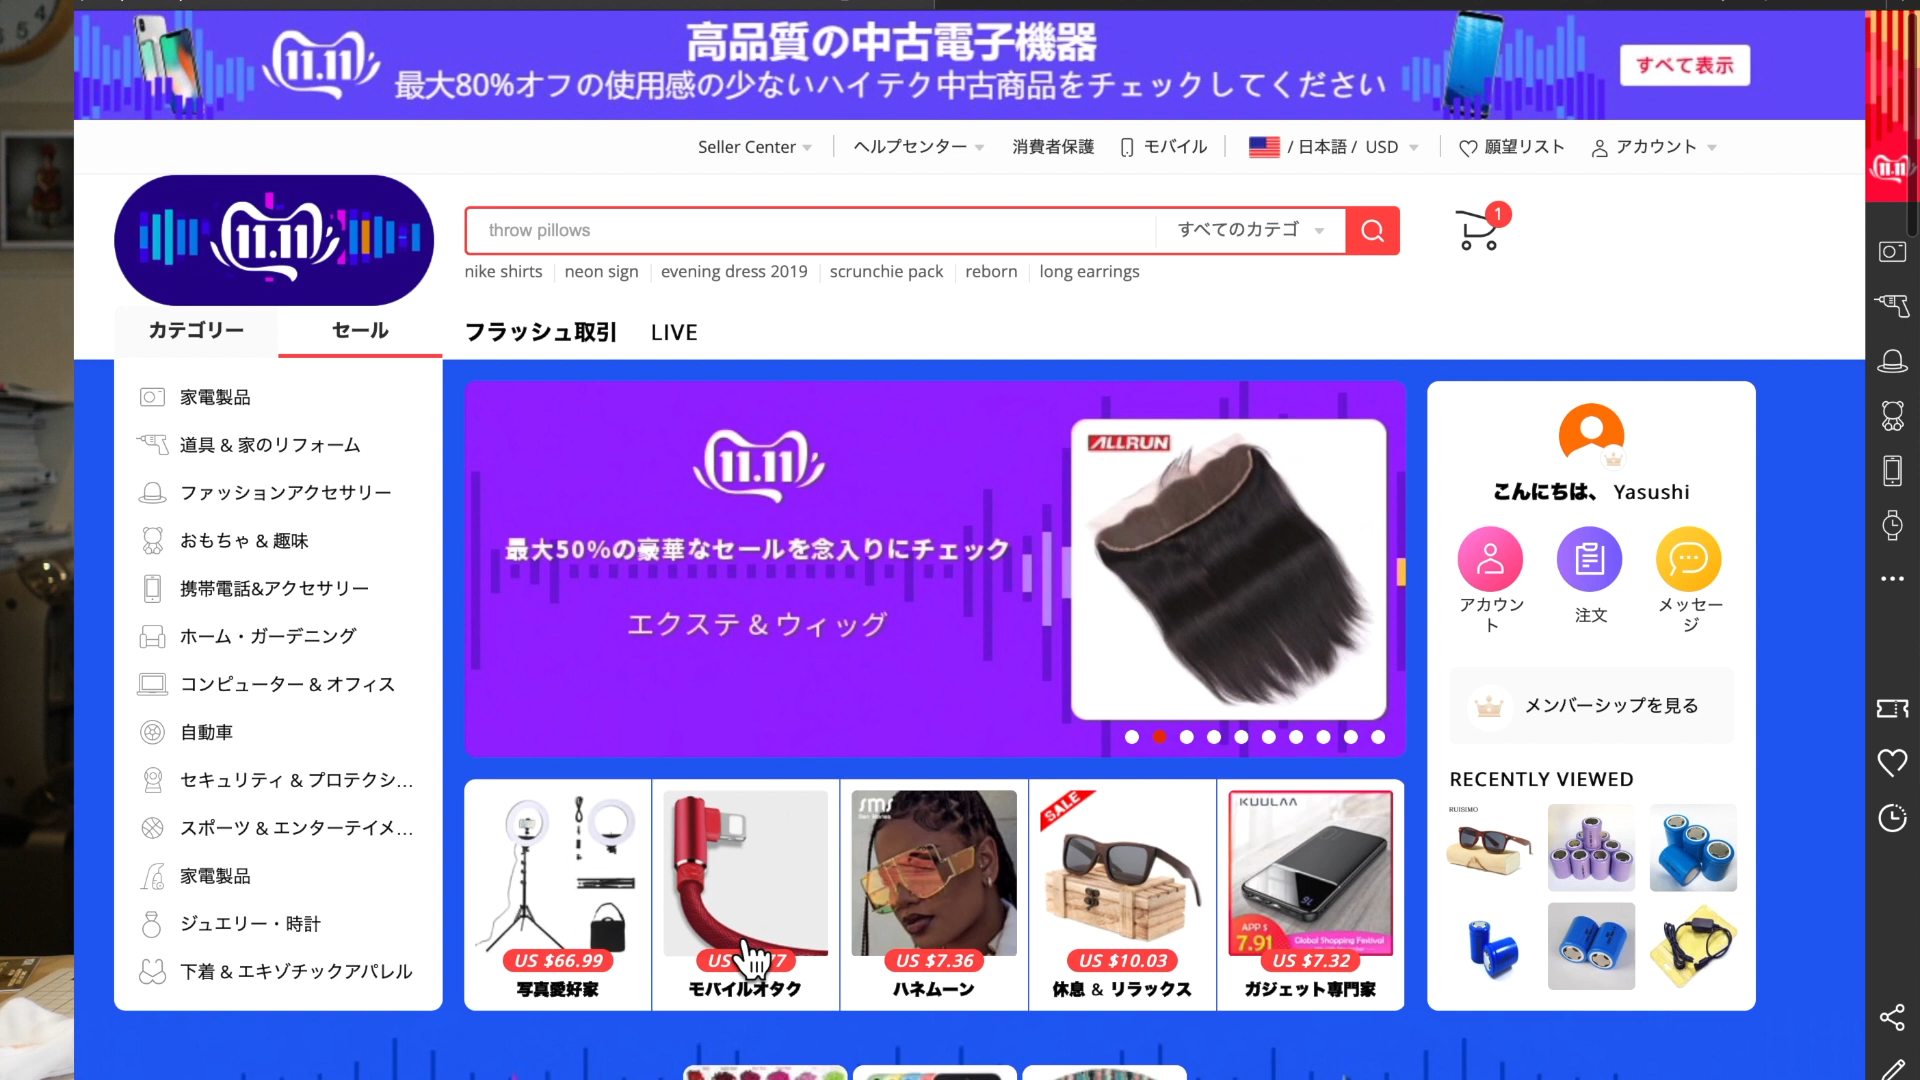 高品質の中古電子機器
11.11
最大80%オフの使用感の少ないハイテク中古商品をチェックしてください
すべて表示
Seller Center
ヘルプセンター
消費者保護
モバイル
/ 日本語 / USD
願望リスト
アカウント
11.11
11.11
throw pillows
すべてのカテゴ
1
nike shirts
neon sign
evening dress 2019
scrunchie pack
reborn
long earrings
カテゴリー
セール
フラッシュ取引
LIVE
家電製品
道具 & 家のリフォーム
ファッションアクセサリー
おもちゃ & 趣味
携帯電話&アクセサリー
ホーム・ガーデニング
コンピューター & オフィス
自動車
セキュリティ & プロテクシ...
スポーツ & エンターテイメ...
家電製品
ジュエリー・時計
下着 & エキゾチックアパレル
11.11
最大50%の豪華なセールを念入りにチェック
エクステ & ウィッグ
ALLRUN
こんにちは、 Yasushi
アカウン
ト
注文
メッセー
ジ
メンバーシップを見る
RECENTLY VIEWED
RUISIMO
US $66.99
写真愛好家
モバイルオタク
sms
US $7.36
ハネムーン
SALE
US $10.03
休息 & リラックス
KUULAA
APP $
7.91
Global Shopping Festival
US $7.32
ガジェット専門家